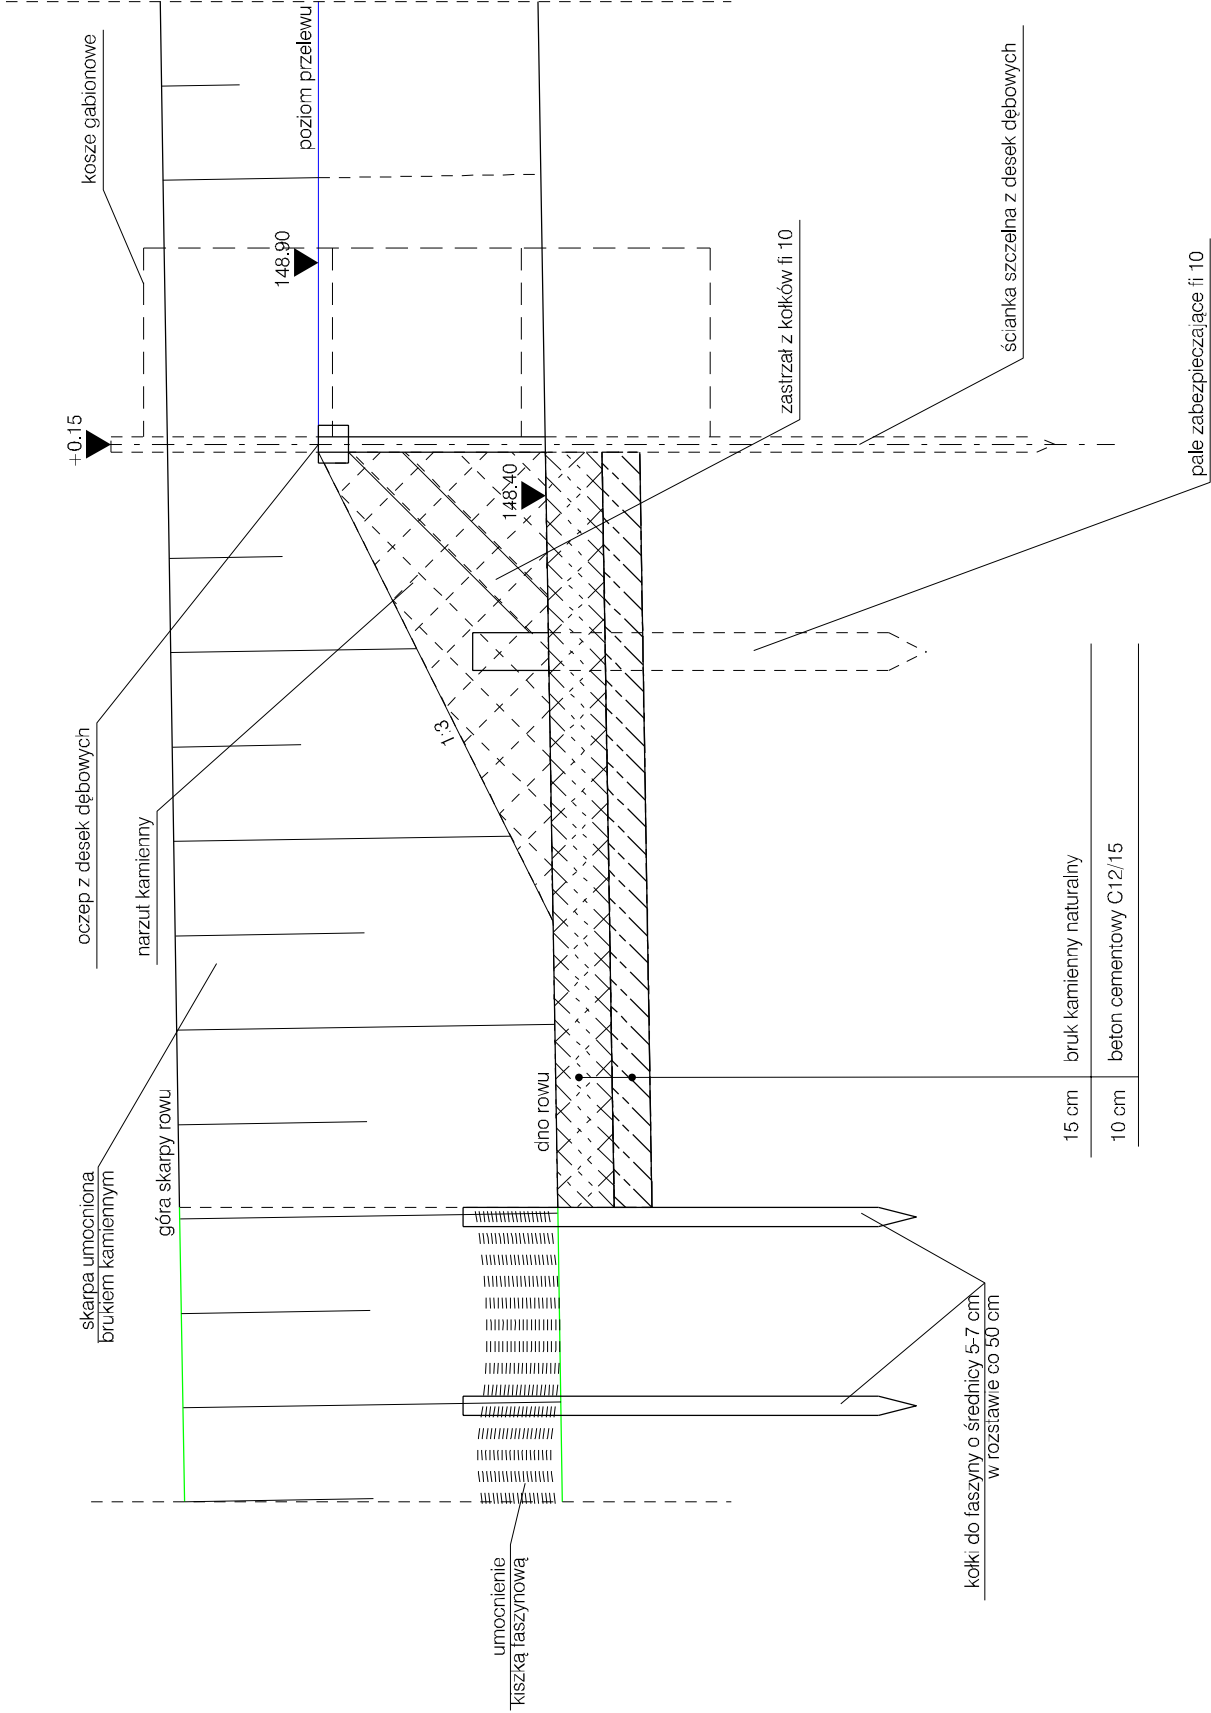 umocnienie
kiszką faszynową
skarpa umocniona
brukiem kamiennym
góra skarpy rowu
oczep z desek dębowych
narzut kamienny
+0.15
kosze gabionowe
148.90
poziom przelewu
1:3
148.40
dno rowu
zastrzał z kołków fi 10
ścianka szczelna z desek dębowych
pale zabezpieczające fi 10
kołki do faszyny o średnicy 5-7 cm
w rozstawie co 50 cm
15 cm bruk kamienny naturalny
10 cm beton cementowy C12/15